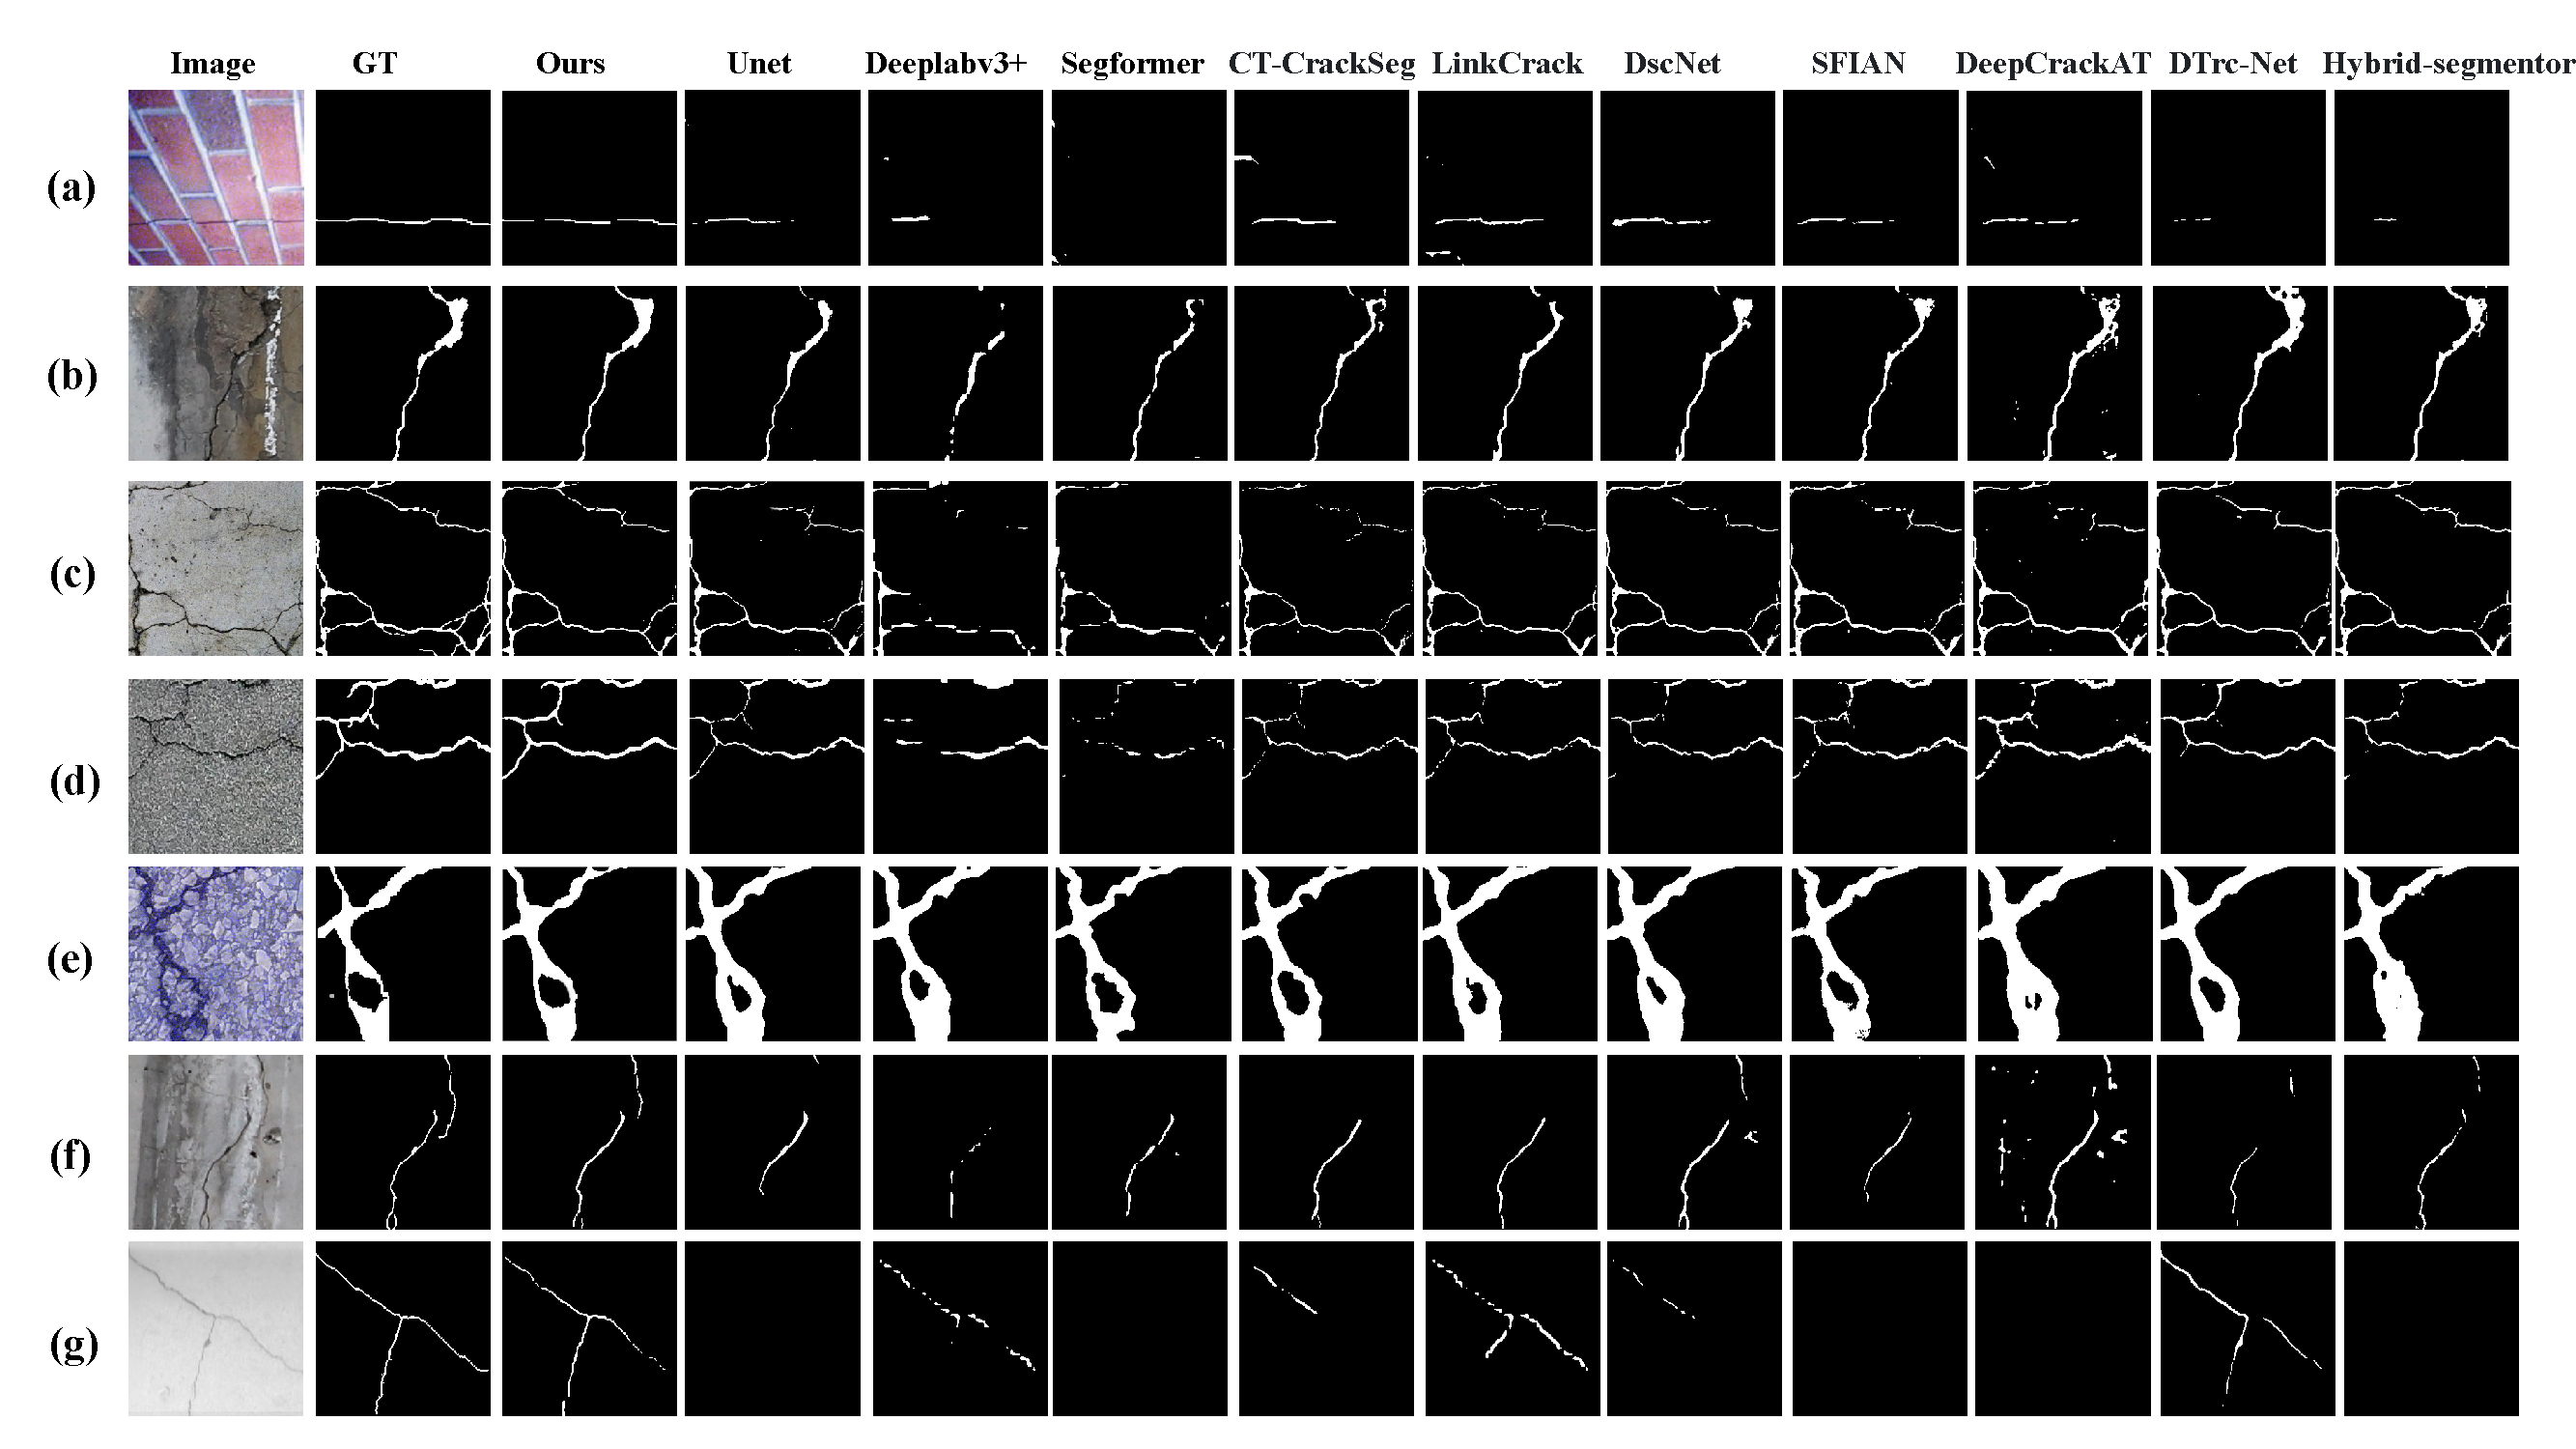 Image GT Ours Unet Deeplabv3+ Segformer CT-CrackSeg LinkCrack DscNet SFIAN DeepCrackAT DTrc-Net Hybrid-segmentor
(a)
(b)
(c)
(d)
(e)
(f)
(g)